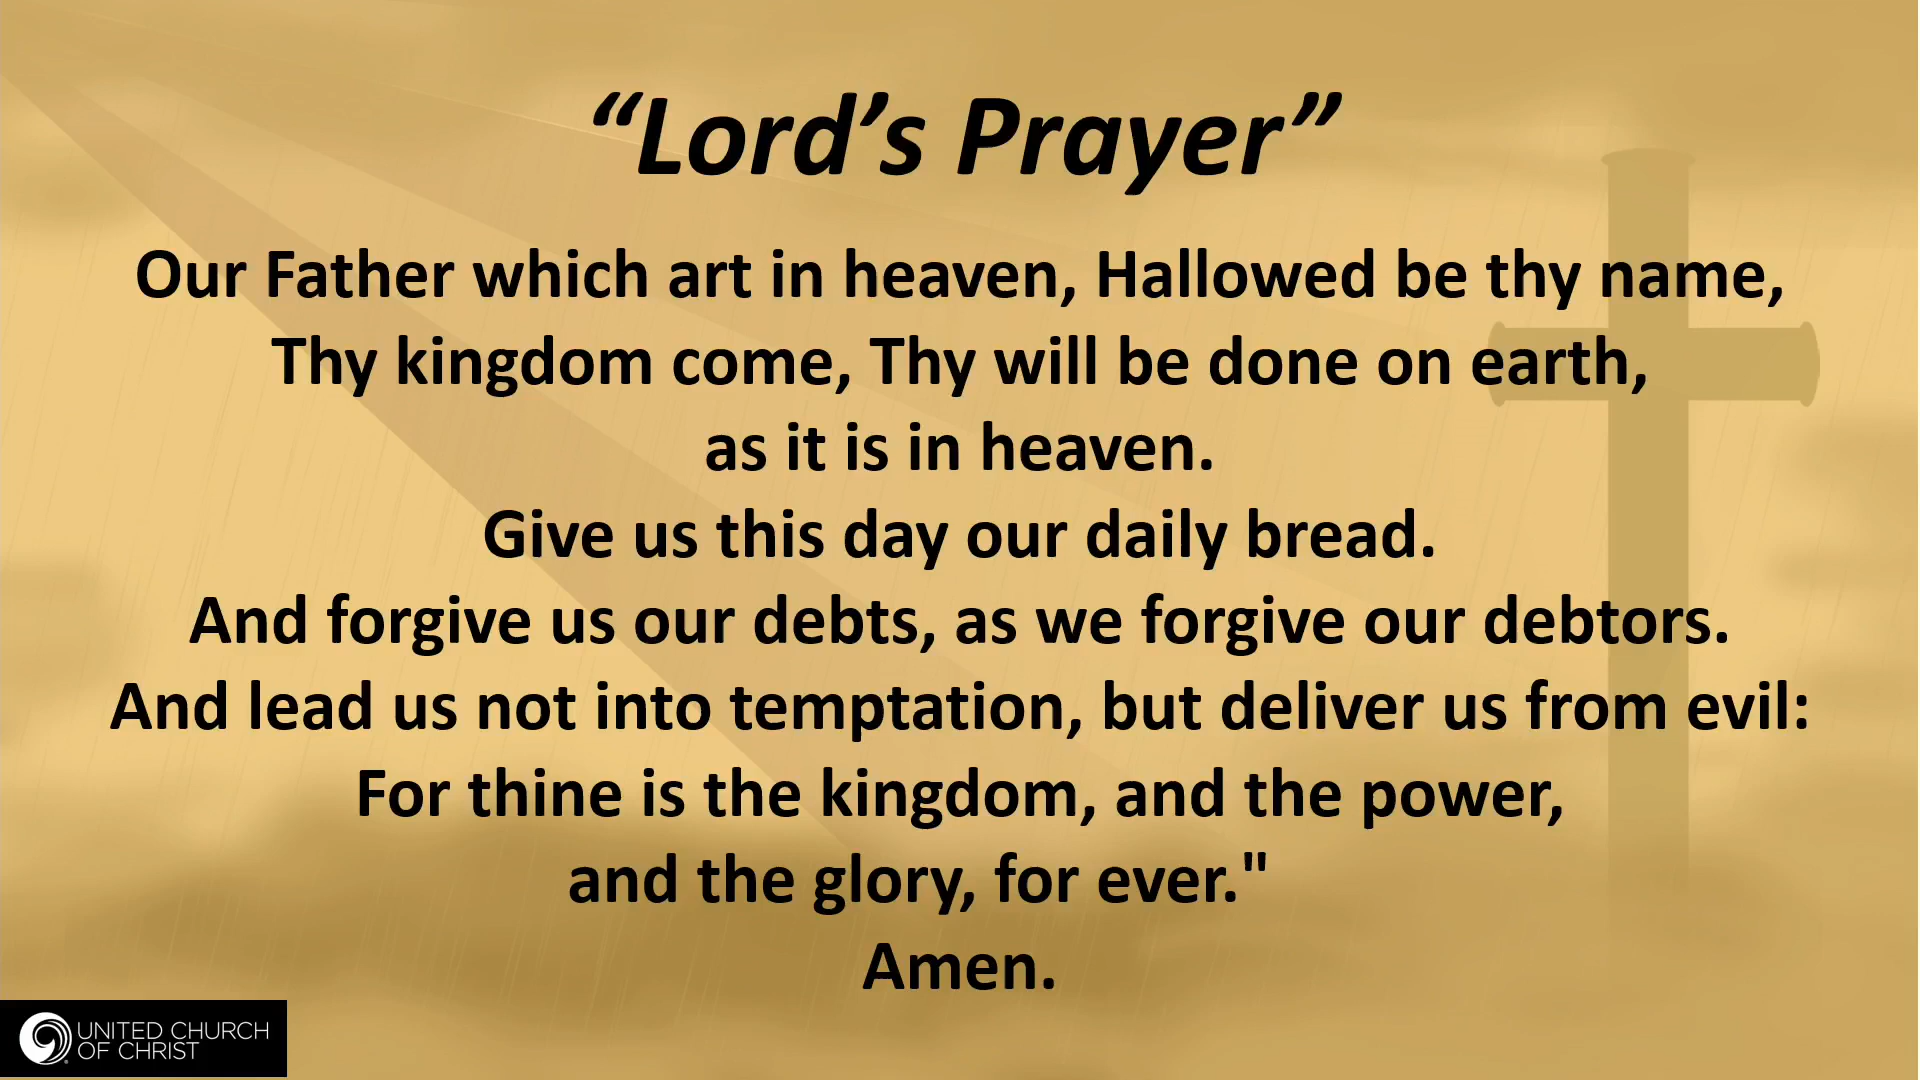 “Lord’s Prayer”
Our Father which art in heaven, Hallowed be thy name,
Thy kingdom come, Thy will be done on earth,
as it is in heaven.
Give us this day our daily bread.
And forgive us our debts, as we forgive our debtors.
And lead us not into temptation, but deliver us from evil:
For thine is the kingdom, and the power,
and the glory, for ever."
Amen.
UNITED CHURCH
OF CHRIST